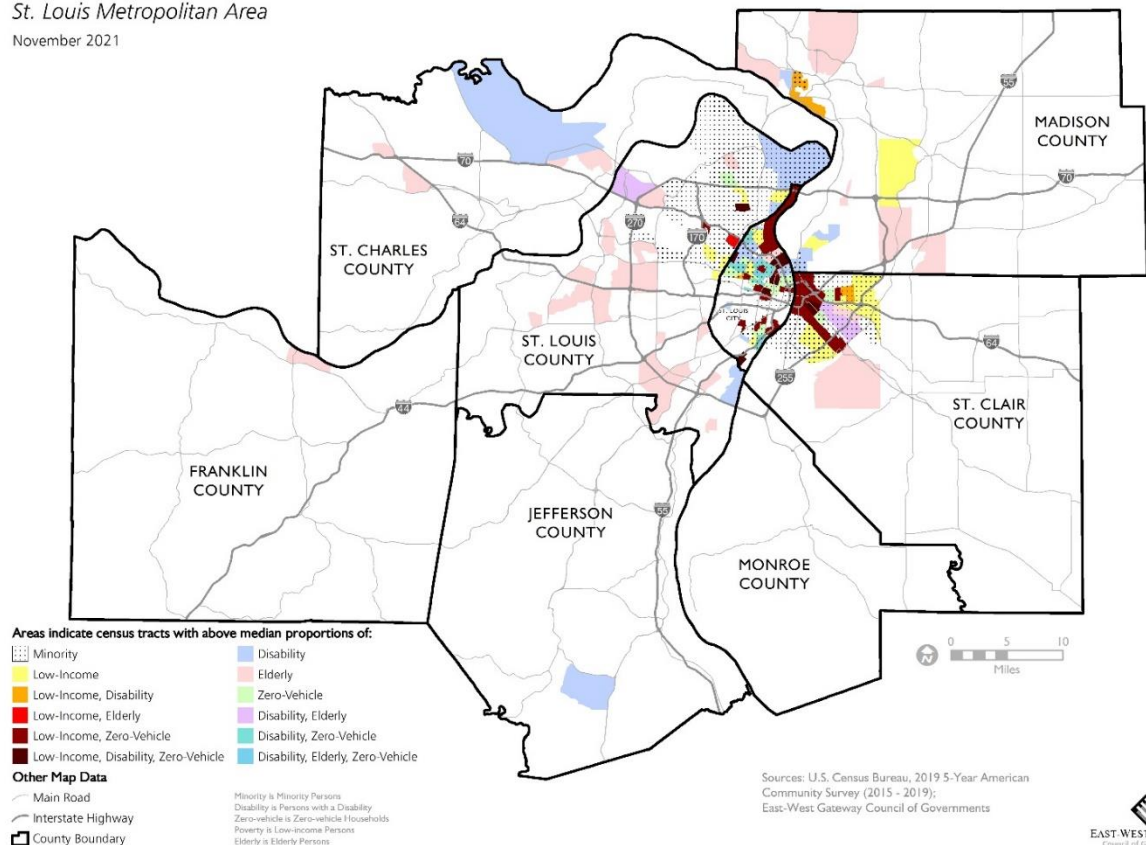 St. Louis Metropolitan Area
November 2021
MADISON
COUNTY
55
70
70
64
270
170
ST. CHARLES
COUNTY
ST. LOUIS
CITY
ST. LOUIS
COUNTY
64
255
ST. CLAIR
COUNTY
44
FRANKLIN
COUNTY
JEFFERSON
COUNTY
55
MONROE
COUNTY
N
0 5 10
Miles
Areas indicate census tracts with above median proportions of:
Minority
Low-Income
Low-Income, Disability
Low-Income, Elderly
Low-Income, Zero-Vehicle
Low-Income, Disability, Zero-Vehicle
Disability
Elderly
Zero-Vehicle
Disability, Elderly
Disability, Zero-Vehicle
Disability, Elderly, Zero-Vehicle
Other Map Data
Main Road
Interstate Highway
County Boundary
Minority is Minority Persons
Disability is Persons with a Disability
Zero-vehicle is Zero-vehicle Households
Poverty is Low-income Persons
Elderly is Elderly Persons
Sources: U.S. Census Bureau, 2019 5-Year American
Community Survey (2015 - 2019);
East-West Gateway Council of Governments
EAST-WEST